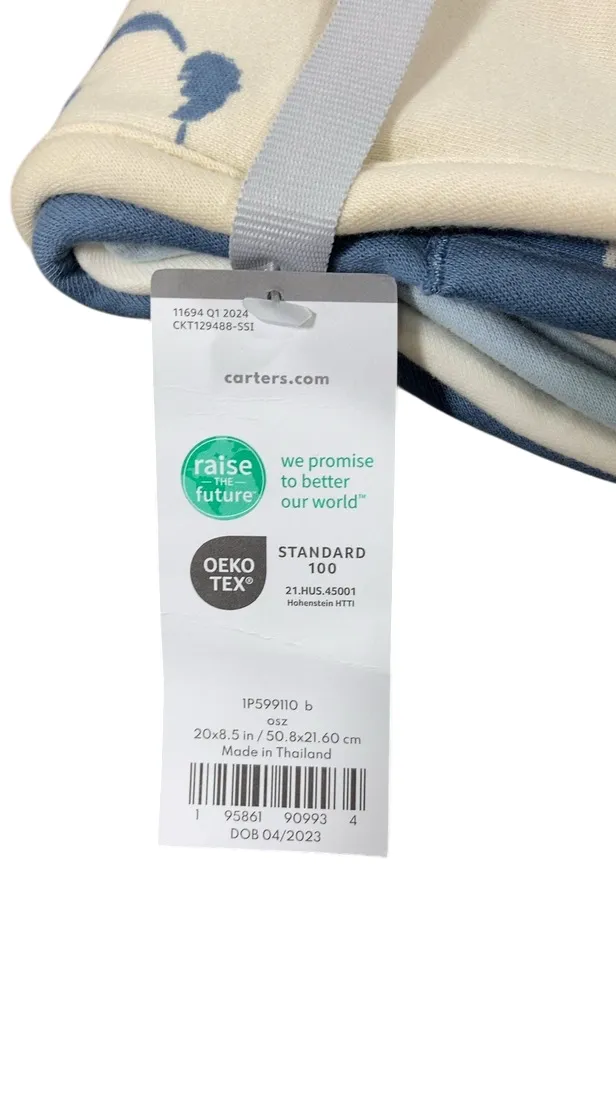 11694 Q1 2024
CKT129488-SSI
carters.com
raise
THE
future
we promise
to better
our world™
OEKO
TEX®
STANDARD
100
21.HUS.45001
Hohenstein HTTI
1P599110 b
osz
20x8.5 in / 50.8x21.60 cm
Made in Thailand
1 95861 90993 4
DOB 04/2023